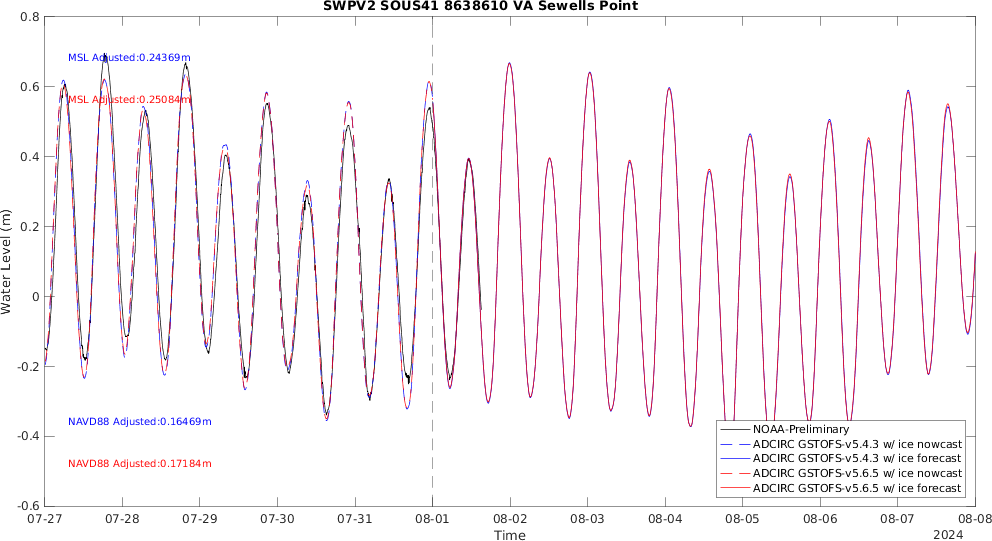 SWPV2 SOUS41 8638610 VA Sewells Point
0.8
0.6
0.4
0.2
0
-0.2
-0.4
-0.6
Water Level (m)
MSL Adjusted:0.24369m
MSL Adjusted:0.25084m
NAVD88 Adjusted:0.16469m
NAVD88 Adjusted:0.17184m
NOAA-Preliminary
ADCIRC GSTOFS-v5.4.3 w/ ice nowcast
ADCIRC GSTOFS-v5.4.3 w/ ice forecast
ADCIRC GSTOFS-v5.6.5 w/ ice nowcast
ADCIRC GSTOFS-v5.6.5 w/ ice forecast
07-27 07-28 07-29 07-30 07-31 08-01 08-02 08-03 08-04 08-05 08-06 08-07 08-08
Time
2024